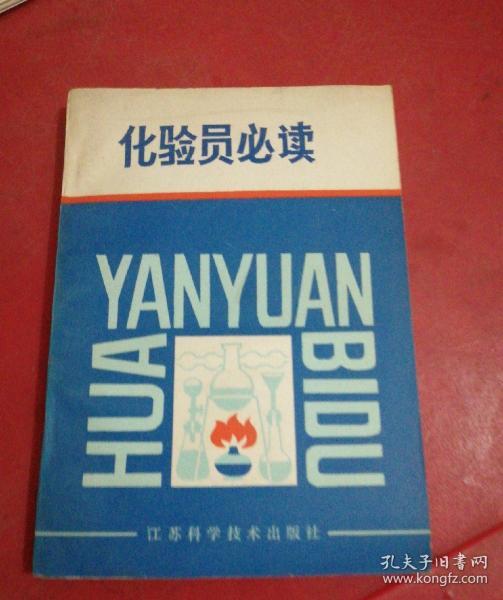 化验员必读
HUA
YANYUAN
BIDU
江苏科学技术出版社
孔夫子旧书网
www.kongfz.com